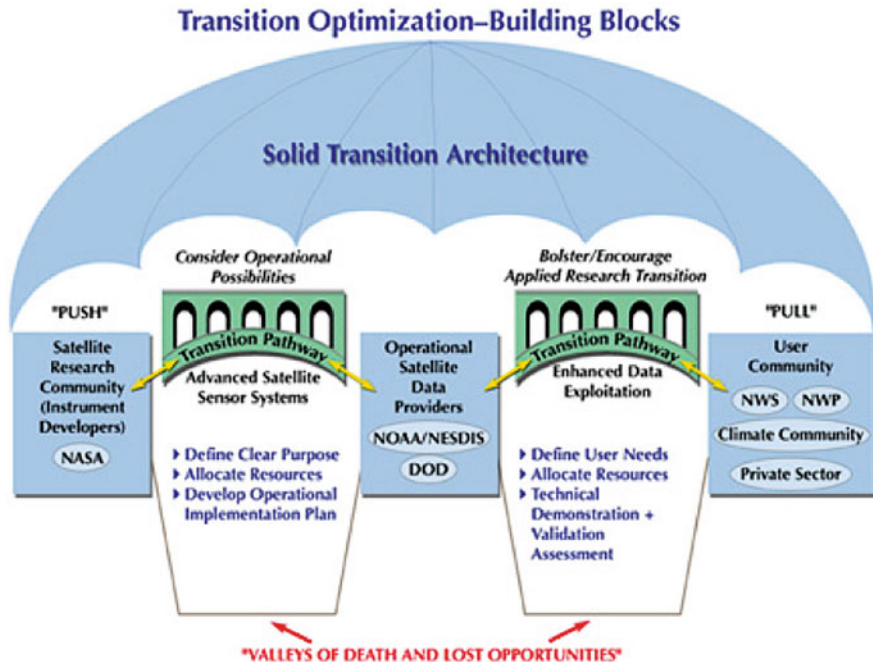 Transition Optimization–Building Blocks
Solid Transition Architecture
"PUSH"
Satellite
Research
Community
(Instrument
Developers)
NASA
Consider Operational
Possibilities
Transition Pathway
Advanced Satellite
Sensor Systems
Define Clear Purpose
Allocate Resources
Develop Operational
Implementation Plan
Operational
Satellite
Data
Providers
NOAA/NESDIS
DOD
Bolster/Encourage
Applied Research Transition
Transition Pathway
Enhanced Data
Exploitation
Define User Needs
Allocate Resources
Technical
Demonstration +
Validation
Assessment
"PULL"
User
Community
NWS NWP
Climate Community
Private Sector
"VALLEYS OF DEATH AND LOST OPPORTUNITIES"